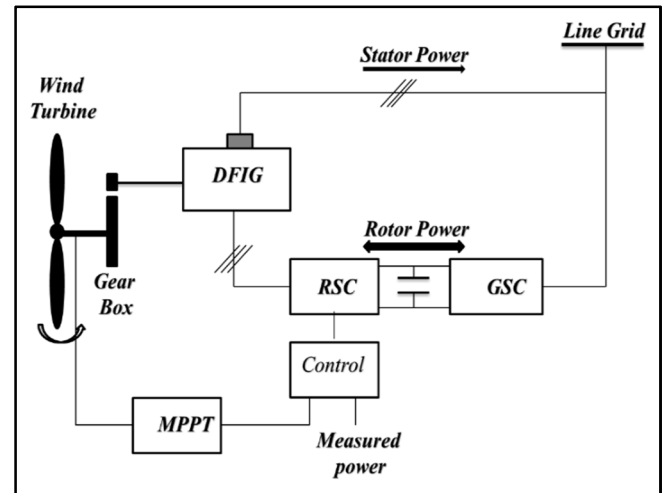 Line Grid
Stator Power
Wind
Turbine
DFIG
Rotor Power
Gear
Box
RSC
GSC
Control
MPPT
Measured
power